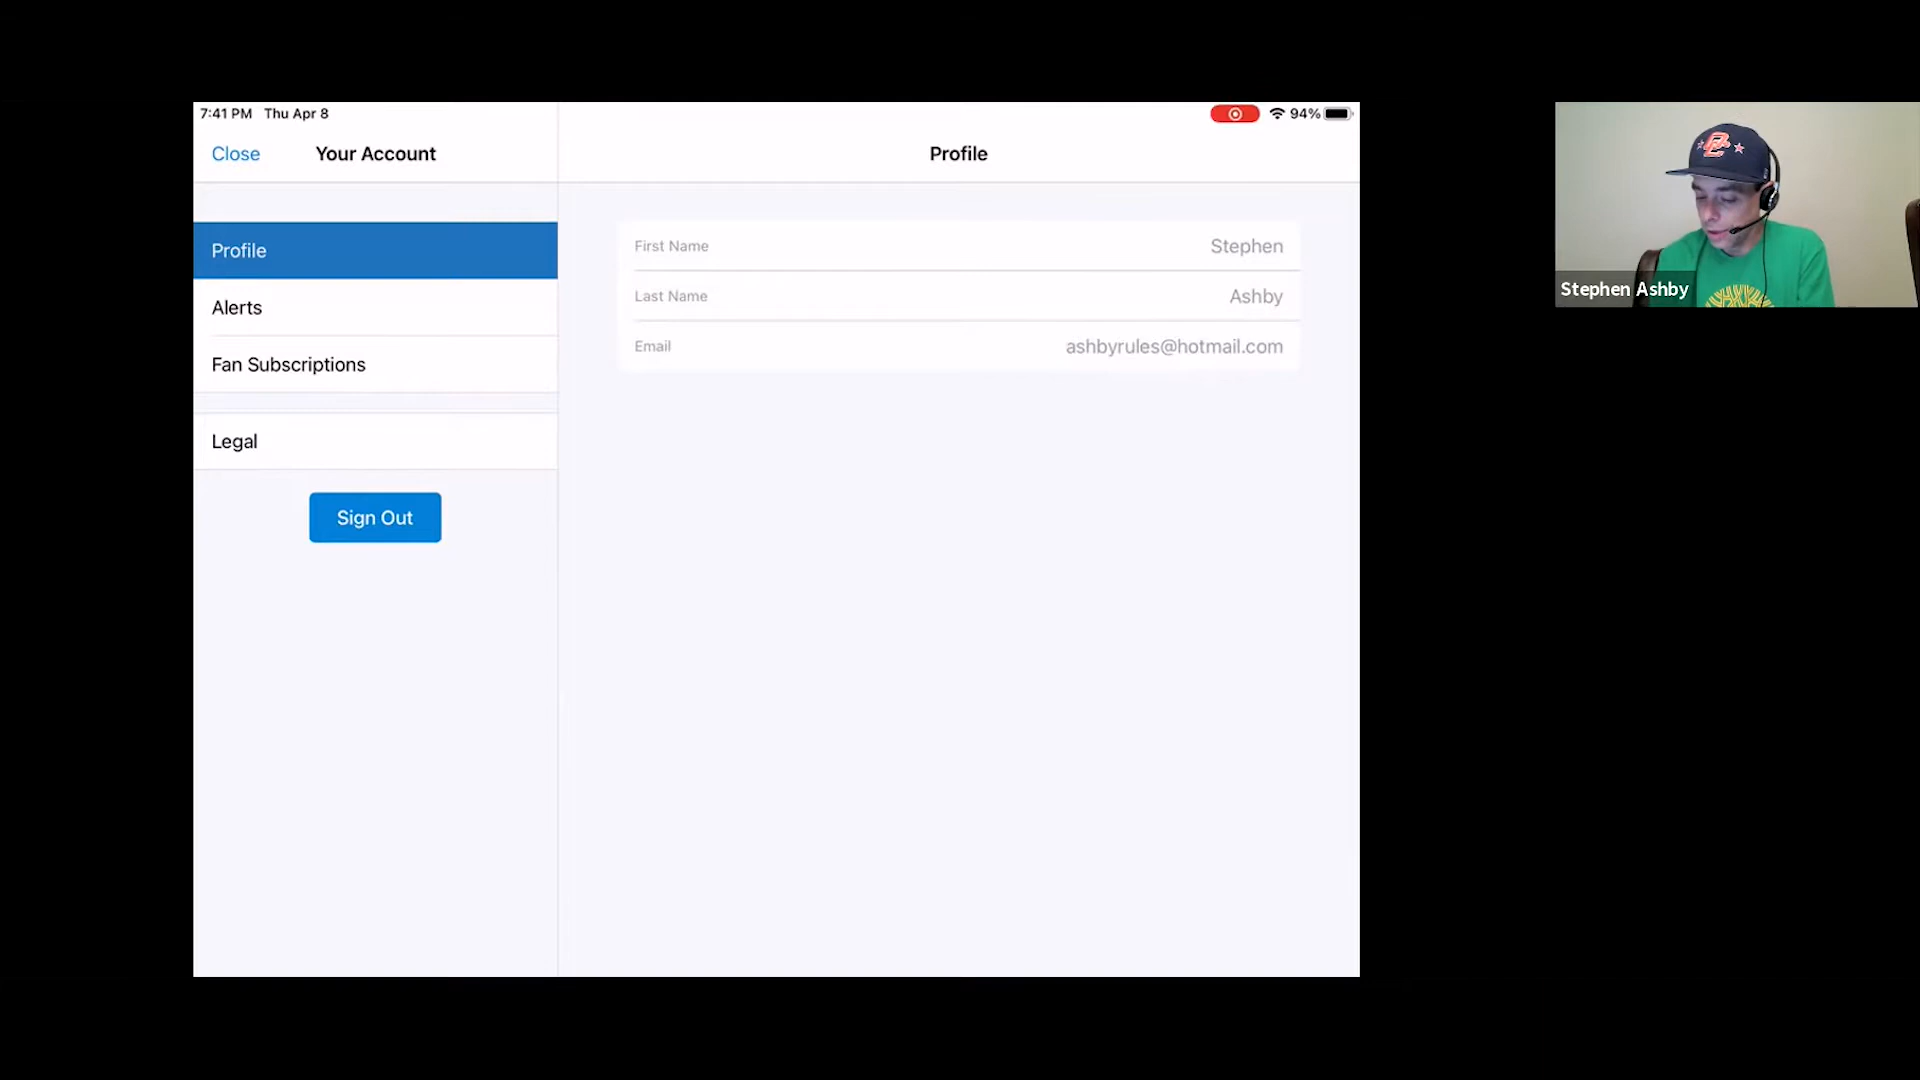 7:41 PM Thu Apr 8
94%
Close
Your Account
Profile
Profile
Alerts
Fan Subscriptions
Legal
Sign Out
First Name
Stephen
Last Name
Ashby
Email
ashbyrules@hotmail.com
Stephen Ashby